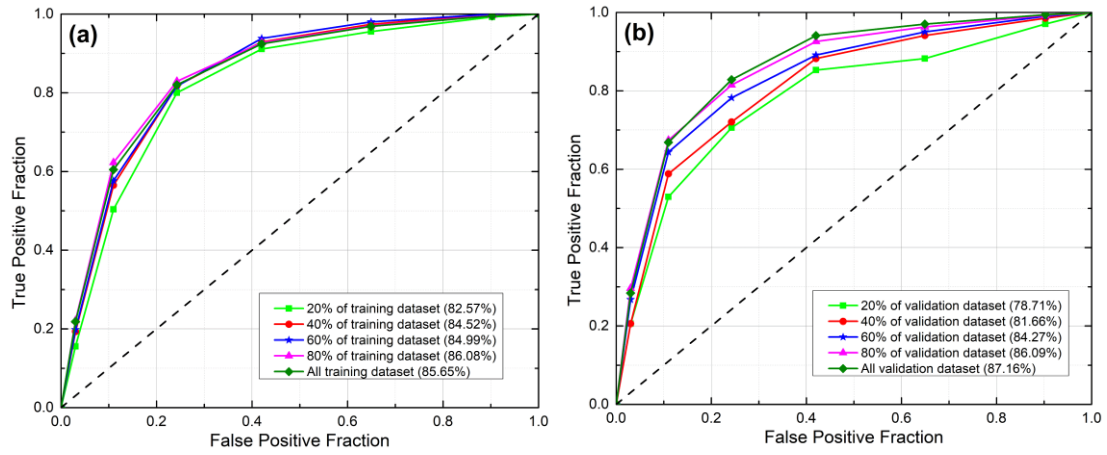 (a)
1.0
0.8
0.6
0.4
0.2
0.0
True Positive Fraction
20% of training dataset (82.57%)
40% of training dataset (84.52%)
60% of training dataset (84.99%)
80% of training dataset (86.08%)
All training dataset (85.65%)
0.0 0.2 0.4 0.6 0.8 1.0
False Positive Fraction
(b)
1.0
0.8
0.6
0.4
0.2
0.0
True Positive Fraction
20% of validation dataset (78.71%)
40% of validation dataset (81.66%)
60% of validation dataset (84.27%)
80% of validation dataset (86.09%)
All validation dataset (87.16%)
0.0 0.2 0.4 0.6 0.8 1.0
False Positive Fraction